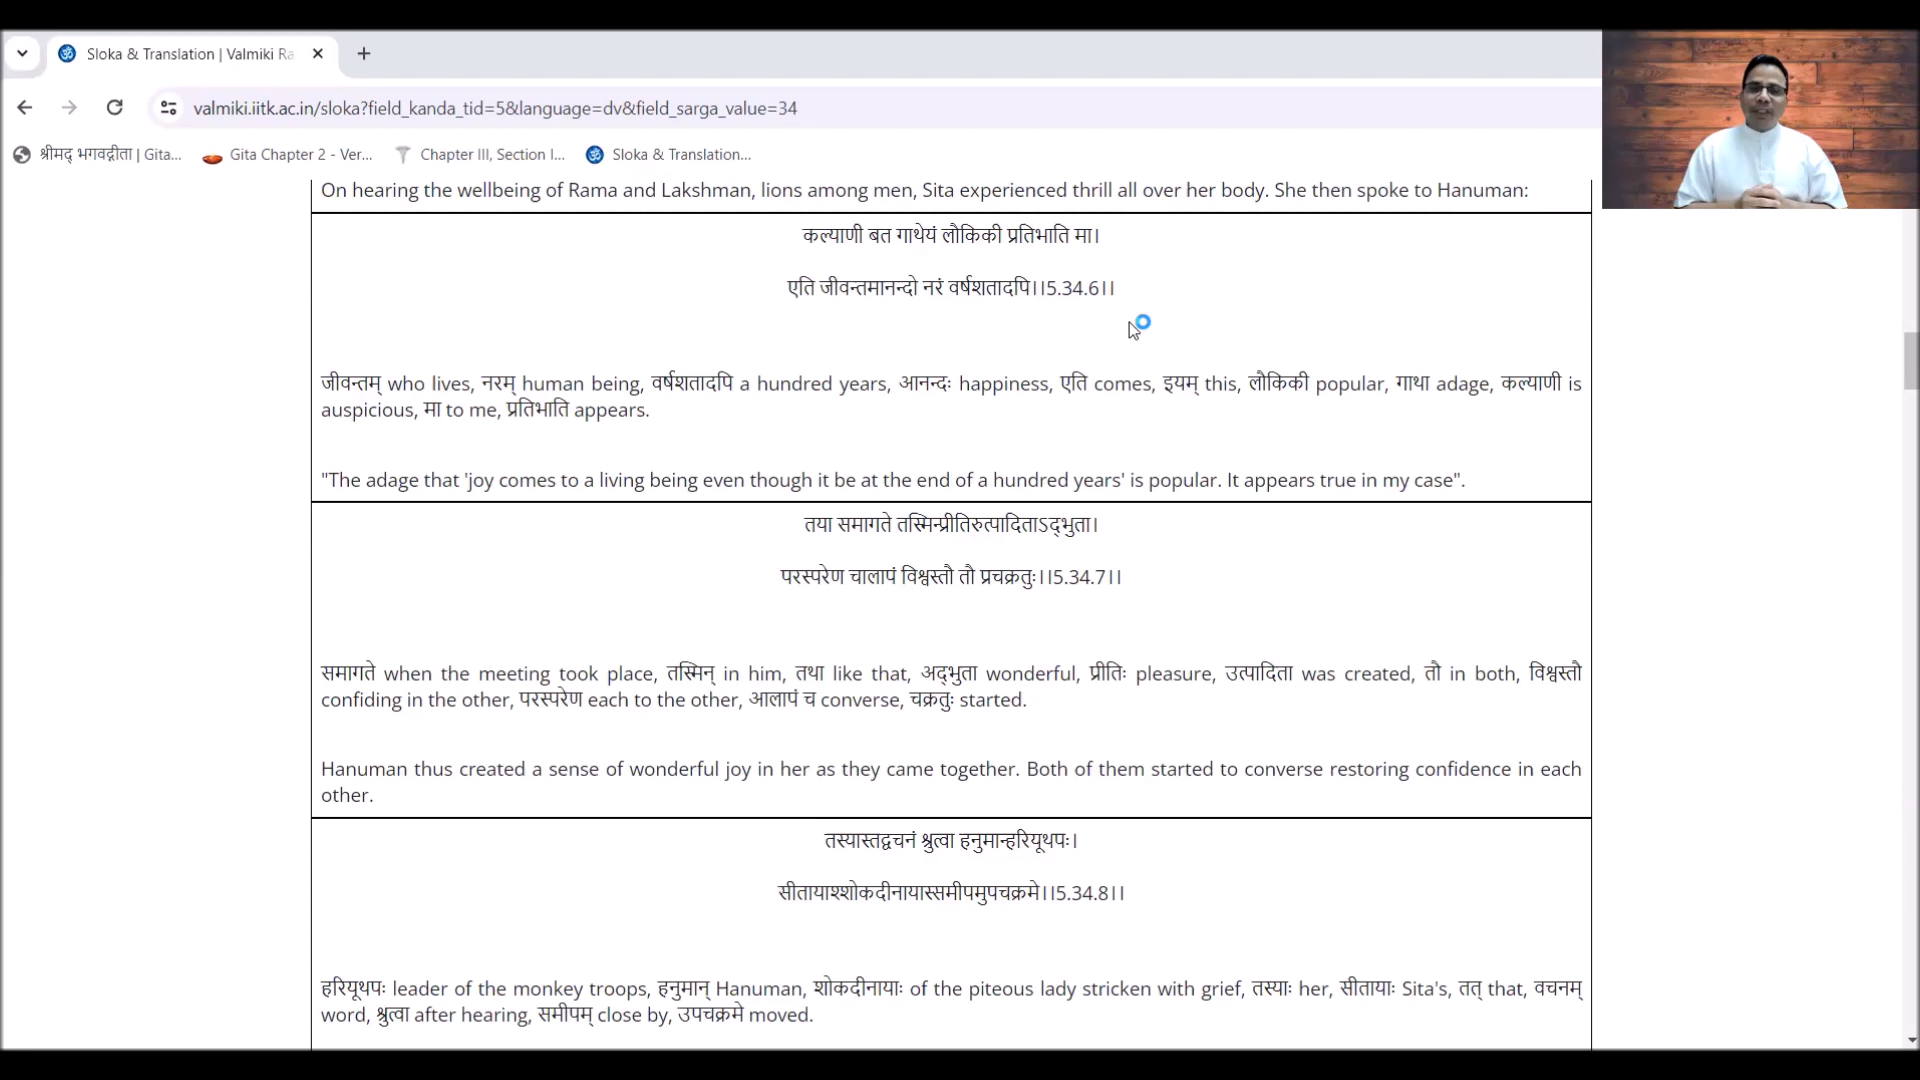 Sloka & Translation | Valmiki Ra
valmiki.iitk.ac.in/sloka?field_kanda_tid=5&language=dv&field_sarga_value=34
श्रीमद् भगवद्गीता | Gita...
Gita Chapter 2 - Ver...
Chapter III, Section I...
Sloka & Translation...
On hearing the wellbeing of Rama and Lakshman, lions among men, Sita experienced thrill all over her body. She then spoke to Hanuman:
कल्याणी बत गाथेयं लौकिकी प्रतिभाति मा।
एति जीवन्तमानन्दो नरं वर्षशतादपि।।5.34.6।।
जीवन्तम् who lives, नरम् human being, वर्षशतादपि a hundred years, आनन्दः happiness, एति comes, इयम् this, लौकिकी popular, गाथा adage, कल्याणी is
auspicious, मा to me, प्रतिभाति appears.
"The adage that 'joy comes to a living being even though it be at the end of a hundred years' is popular. It appears true in my case".
तया समागते तस्मिन्प्रीतिरुत्पादिताऽद्भुता।
परस्परेण चालापं विश्वस्तौ तौ प्रचक्रतुः।।5.34.7।।
समागते when the meeting took place, तस्मिन् in him, तथा like that, अद्भुता wonderful, प्रीतिः pleasure, उत्पादिता was created, तौ in both, विश्वस्तौ
confiding in the other, परस्परेण each to the other, आलापं च converse, चक्रतुः started.
Hanuman thus created a sense of wonderful joy in her as they came together. Both of them started to converse restoring confidence in each
other.
तस्यास्तद्वचनं श्रुत्वा हनुमान्हरियूथपः।
सीतायाश्शोकदीनायास्समीपमुपचक्रमे।।5.34.8।।
हरियूथपः leader of the monkey troops, हनुमान् Hanuman, शोकदीनायाः of the piteous lady stricken with grief, तस्याः her, सीतायाः Sita's, तत् that, वचनम्
word, श्रुत्वा after hearing, समीपम् close by, उपचक्रमे moved.